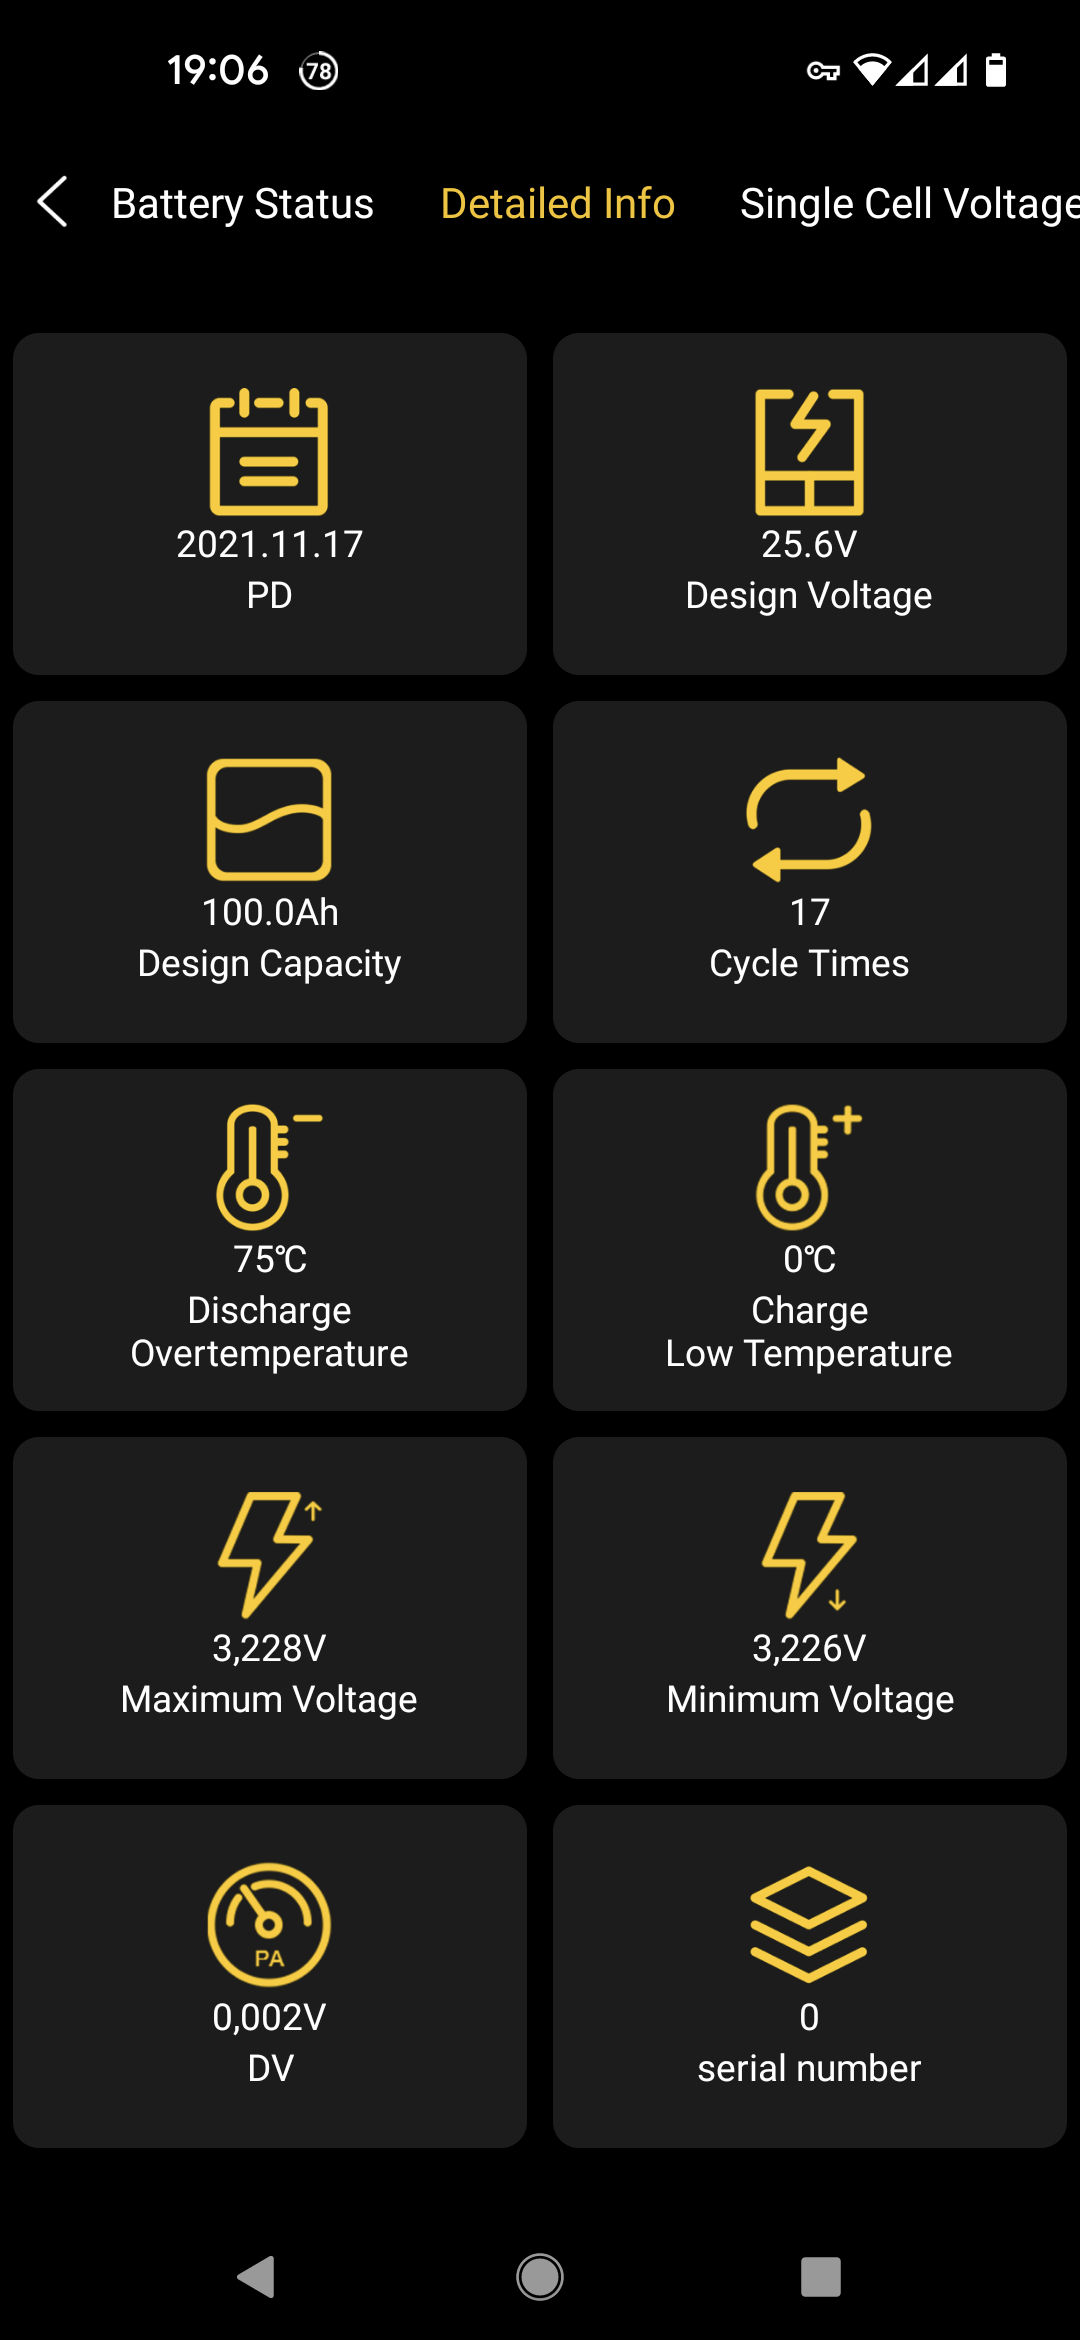 19:06
78
Battery Status
Detailed Info
Single Cell Voltage
2021.11.17
PD
25.6V
Design Voltage
100.0Ah
Design Capacity
17
Cycle Times
75℃
Discharge
Overtemperature
0℃
Charge
Low Temperature
3,228V
Maximum Voltage
3,226V
Minimum Voltage
PA
0,002V
DV
0
serial number